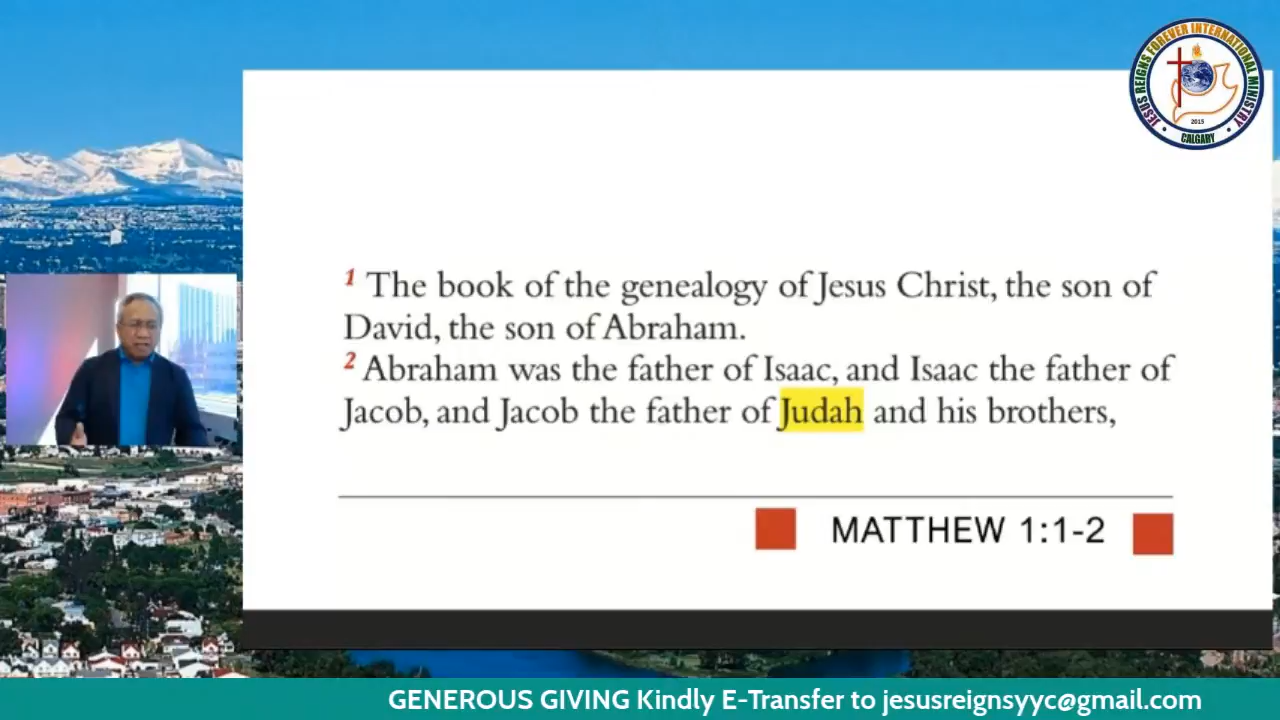 JESUS REIGNS FOREVER INTERNATIONAL MINISTRY
2015
• CALGARY •
1 The book of the genealogy of Jesus Christ, the son of
David, the son of Abraham.
2 Abraham was the father of Isaac, and Isaac the father of
Jacob, and Jacob the father of Judah and his brothers,
MATTHEW 1:1-2
GENEROUS GIVING Kindly E-Transfer to jesusreignsyyc@gmail.com